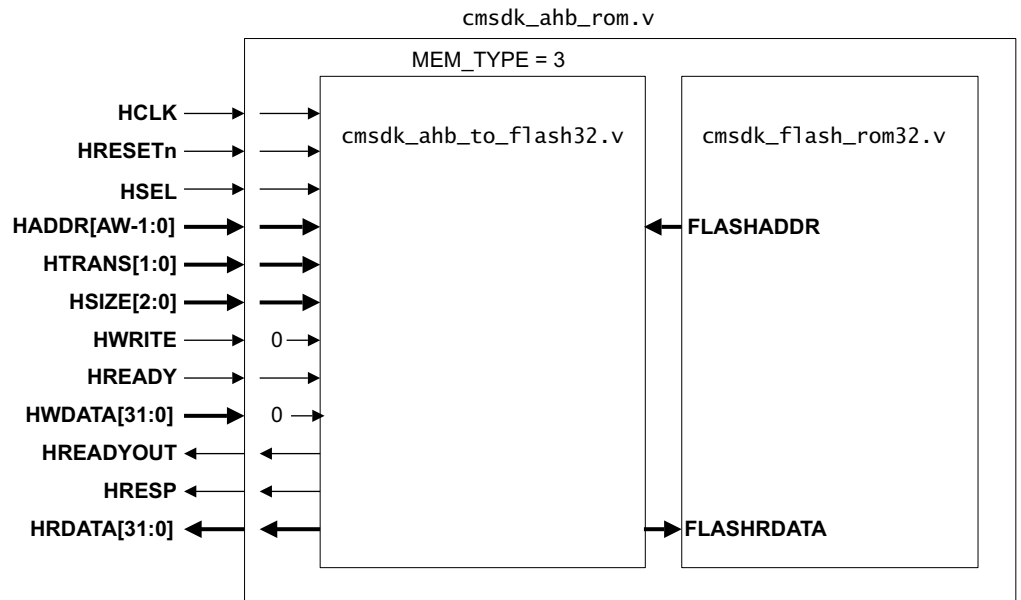 cmsdk_ahb_rom.v
MEM_TYPE = 3
cmsdk_ahb_to_flash32.v
cmsdk_flash_rom32.v
HCLK
HRESETn
HSEL
HADDR[AW-1:0]
FLASHADDR
HTRANS[1:0]
HSIZE[2:0]
HWRITE 0
HREADY
HWDATA[31:0] 0
HREADYOUT
HRESP
HRDATA[31:0]
FLASHRDATA